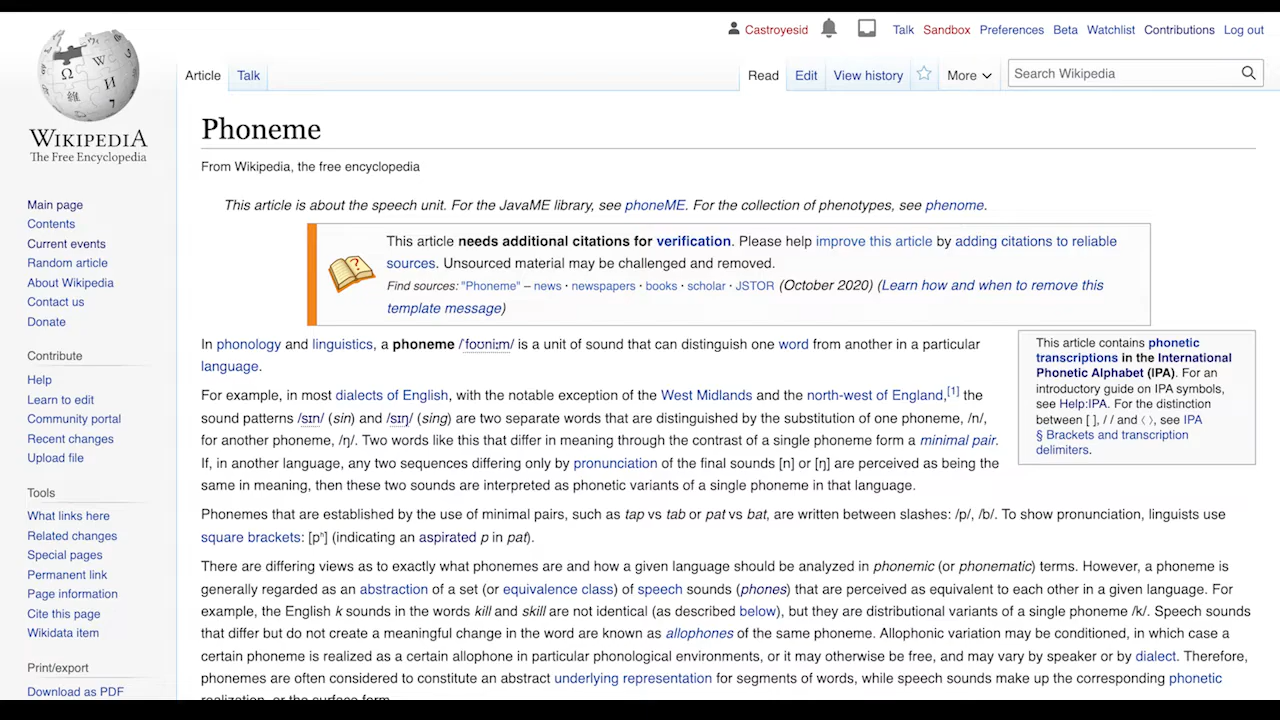 Castroyesid Talk Sandbox Preferences Beta Watchlist Contributions Log out
Article Talk Read Edit View history More Search Wikipedia
WIKIPEDIA
The Free Encyclopedia
Main page
Contents
Current events
Random article
About Wikipedia
Contact us
Donate
Contribute
Help
Learn to edit
Community portal
Recent changes
Upload file
Tools
What links here
Related changes
Special pages
Permanent link
Page information
Cite this page
Wikidata item
Print/export
Download as PDF
Phoneme
From Wikipedia, the free encyclopedia
This article is about the speech unit. For the JavaME library, see phoneME. For the collection of phenotypes, see phenome.
This article needs additional citations for verification. Please help improve this article by adding citations to reliable
sources. Unsourced material may be challenged and removed.
Find sources: "Phoneme" – news · newspapers · books · scholar · JSTOR (October 2020) (Learn how and when to remove this
template message)
In phonology and linguistics, a phoneme /ˈfoʊniːm/ is a unit of sound that can distinguish one word from another in a particular
language.
For example, in most dialects of English, with the notable exception of the West Midlands and the north-west of England,[1] the
sound patterns /sɪn/ (sin) and /sɪŋ/ (sing) are two separate words that are distinguished by the substitution of one phoneme, /n/,
for another phoneme, /ŋ/. Two words like this that differ in meaning through the contrast of a single phoneme form a minimal pair.
If, in another language, any two sequences differing only by pronunciation of the final sounds [n] or [ŋ] are perceived as being the
same in meaning, then these two sounds are interpreted as phonetic variants of a single phoneme in that language.
This article contains phonetic
transcriptions in the International
Phonetic Alphabet (IPA). For an
introductory guide on IPA symbols,
see Help:IPA. For the distinction
between [ ], / / and ⟨ ⟩, see IPA
§ Brackets and transcription
delimiters.
Phonemes that are established by the use of minimal pairs, such as tap vs tab or pat vs bat, are written between slashes: /p/, /b/. To show pronunciation, linguists use
square brackets: [pʰ] (indicating an aspirated p in pat).
There are differing views as to exactly what phonemes are and how a given language should be analyzed in phonemic (or phonematic) terms. However, a phoneme is
generally regarded as an abstraction of a set (or equivalence class) of speech sounds (phones) that are perceived as equivalent to each other in a given language. For
example, the English k sounds in the words kill and skill are not identical (as described below), but they are distributional variants of a single phoneme /k/. Speech sounds
that differ but do not create a meaningful change in the word are known as allophones of the same phoneme. Allophonic variation may be conditioned, in which case a
certain phoneme is realized as a certain allophone in particular phonological environments, or it may otherwise be free, and may vary by speaker or by dialect. Therefore,
phonemes are often considered to constitute an abstract underlying representation for segments of words, while speech sounds make up the corresponding phonetic
realization, or the surface form.